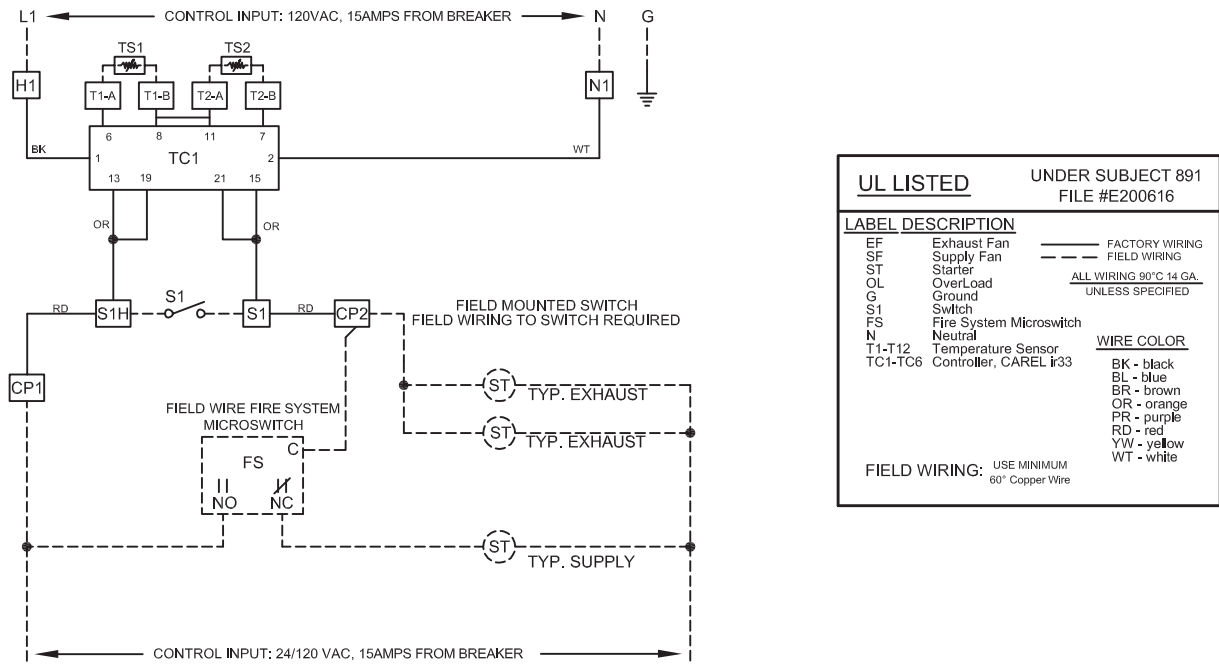 L1 CONTROL INPUT: 120VAC, 15AMPS FROM BREAKER N G
TS1 TS2
H1 T1-A T1-B T2-A T2-B N1
6 8 11 7
BK 1 TC1 2 WT
13 19 21 15
OR OR
RD S1H S1 S1 RD CP2
FIELD MOUNTED SWITCH
FIELD WIRING TO SWITCH REQUIRED
CP1
ST TYP. EXHAUST
FIELD WIRE FIRE SYSTEM
MICROSWITCH
ST TYP. EXHAUST
C
FS
NO NC
ST TYP. SUPPLY
CONTROL INPUT: 24/120 VAC, 15AMPS FROM BREAKER
UL LISTED
UNDER SUBJECT 891
FILE #E200616
LABEL DESCRIPTION
EF Exhaust Fan
SF Supply Fan
ST Starter
OL OverLoad
G Ground
S1 Switch
FS Fire System Microswitch
N Neutral
T1-T12 Temperature Sensor
TC1-TC6 Controller, CAREL ir33
FACTORY WIRING
FIELD WIRING
ALL WIRING 90°C 14 GA.
UNLESS SPECIFIED
WIRE COLOR
BK - black
BL - blue
BR - brown
OR - orange
PR - purple
RD - red
YW - yellow
WT - white
FIELD WIRING: USE MINIMUM
60° Copper Wire